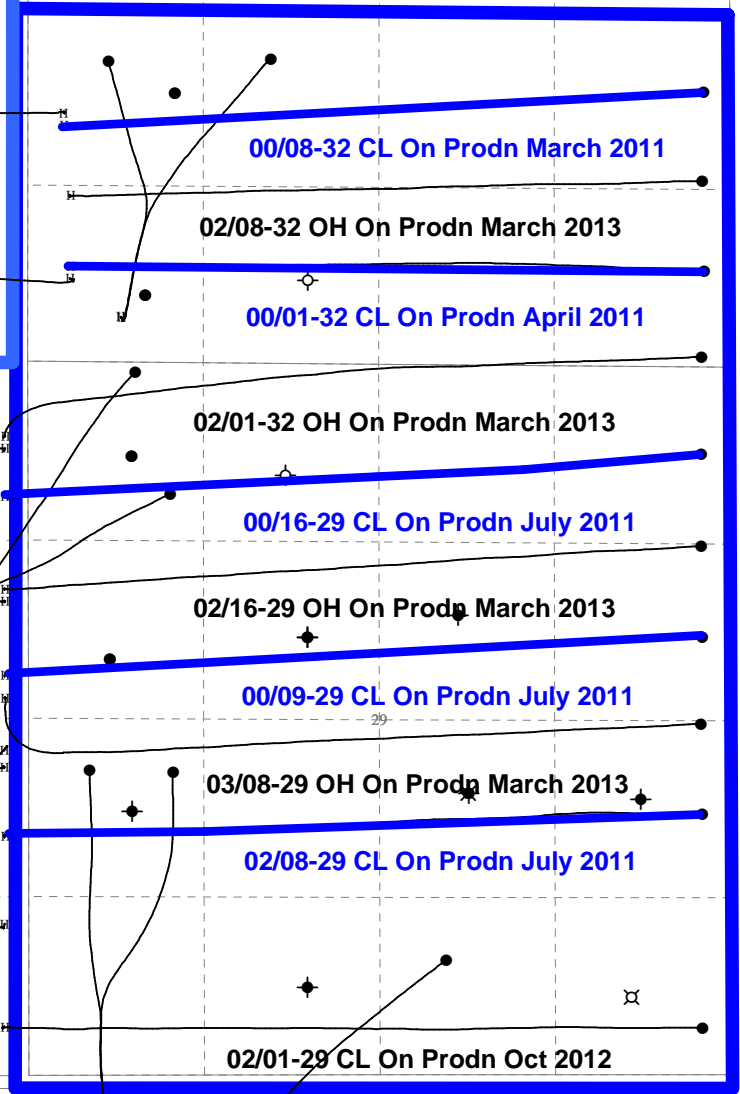 H
H
00/08-32 CL On Prodn March 2011
H
02/08-32 OH On Prodn March 2013
H
00/01-32 CL On Prodn April 2011
H
02/01-32 OH On Prodn March 2013
H
H
00/16-29 CL On Prodn July 2011
H
H
02/16-29 OH On Prodn March 2013
H
00/09-29 CL On Prodn July 2011
H
29
H
H
03/08-29 OH On Prodn March 2013
H
02/08-29 CL On Prodn July 2011
H
H
02/01-29 CL On Prodn Oct 2012